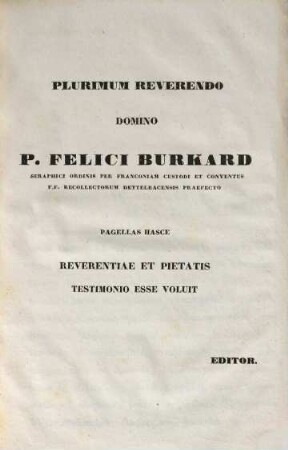 PLURIMUM REVERENDO
DOMINO
P. FELICI BURKARD
SERAPHICI ORDINIS PER FRANCONIAM CUSTODI ET CONVENTUS
F.F. RECOLLECTORUM DETTELBACENSIS PRAEFECTO
PAGELLAS HASCE
REVERENTIAE ET PIETATIS
TESTIMONIO ESSE VOLUIT
EDITOR.